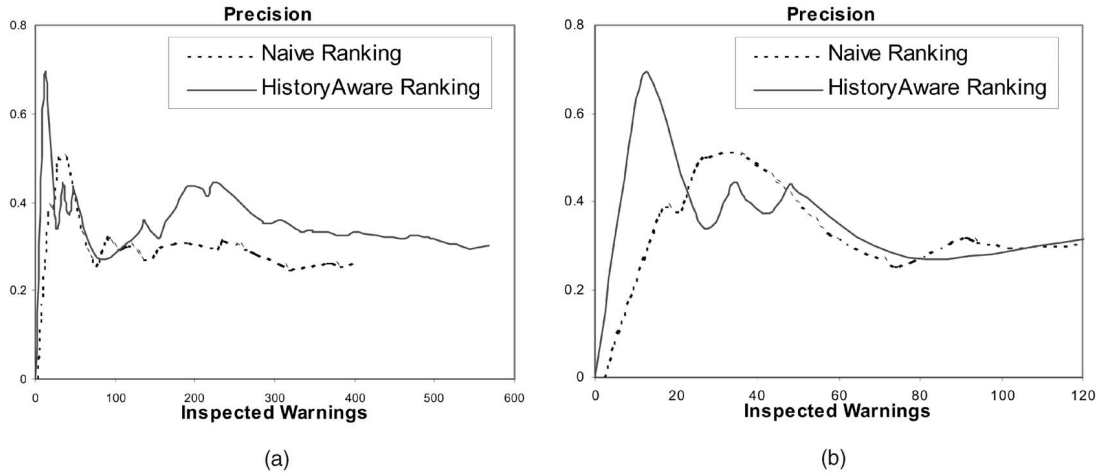 Precision
0.8
Naive Ranking
HistoryAware Ranking
0.6
0.4
0.2
0
0 100 200 300 400 500 600
Inspected Warnings
(a)
Precision
0.8
Naive Ranking
HistoryAware Ranking
0.6
0.4
0.2
0
0 20 40 60 80 100 120
Inspected Warnings
(b)